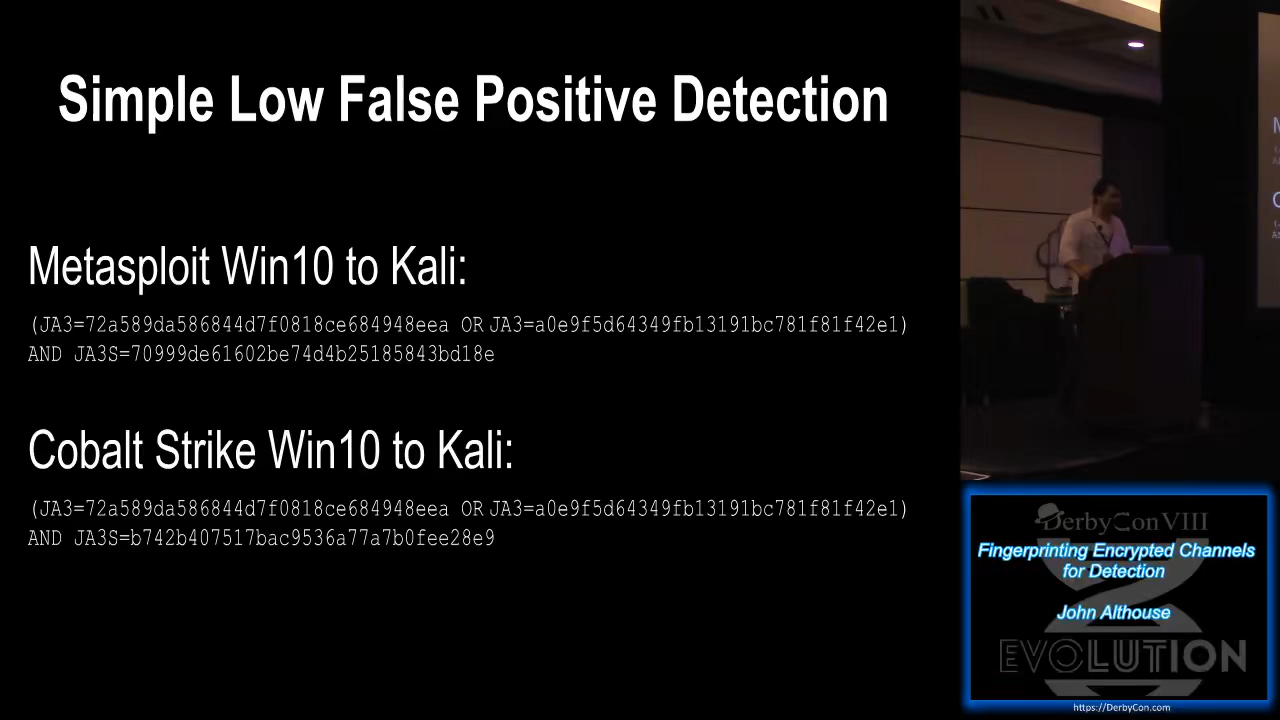 Simple Low False Positive Detection
Metasploit Win10 to Kali:
(JA3=72a589da586844d7f0818ce684948eea OR JA3=a0e9f5d64349fb13191bc781f81f42e1)
AND JA3S=70999de61602be74d4b25185843bd18e
Cobalt Strike Win10 to Kali:
(JA3=72a589da586844d7f0818ce684948eea OR JA3=a0e9f5d64349fb13191bc781f81f42e1)
AND JA3S=b742b407517bac9536a77a7b0fee28e9
DerbyCon VIII
Fingerprinting Encrypted Channels
for Detection
John Althouse
EVOLUTION
https://DerbyCon.com